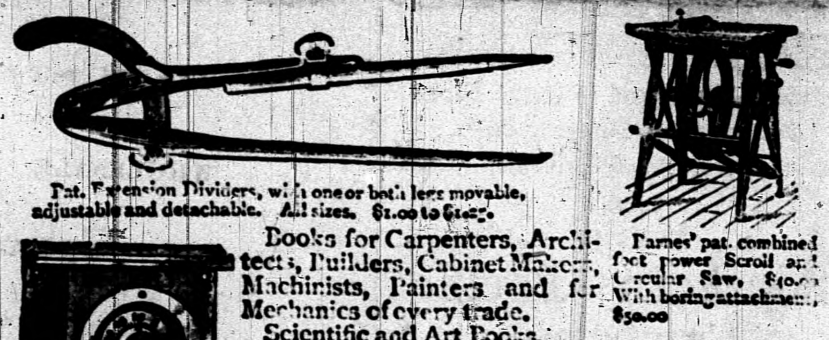 Pat. Extension Dividers, with one or both legs movable,
adjustable and detachable. All sizes. $1.00 to
Books for Carpenters, Archi-
tects, Builders, Cabinet Makers,
Machinists, Painters and for
Mechanics of every trade.
Scientific and Art Books
Barnes' pat. combined
foot power Scroll and
Circular Saw, $40.00
With boring attachment,
$50.00